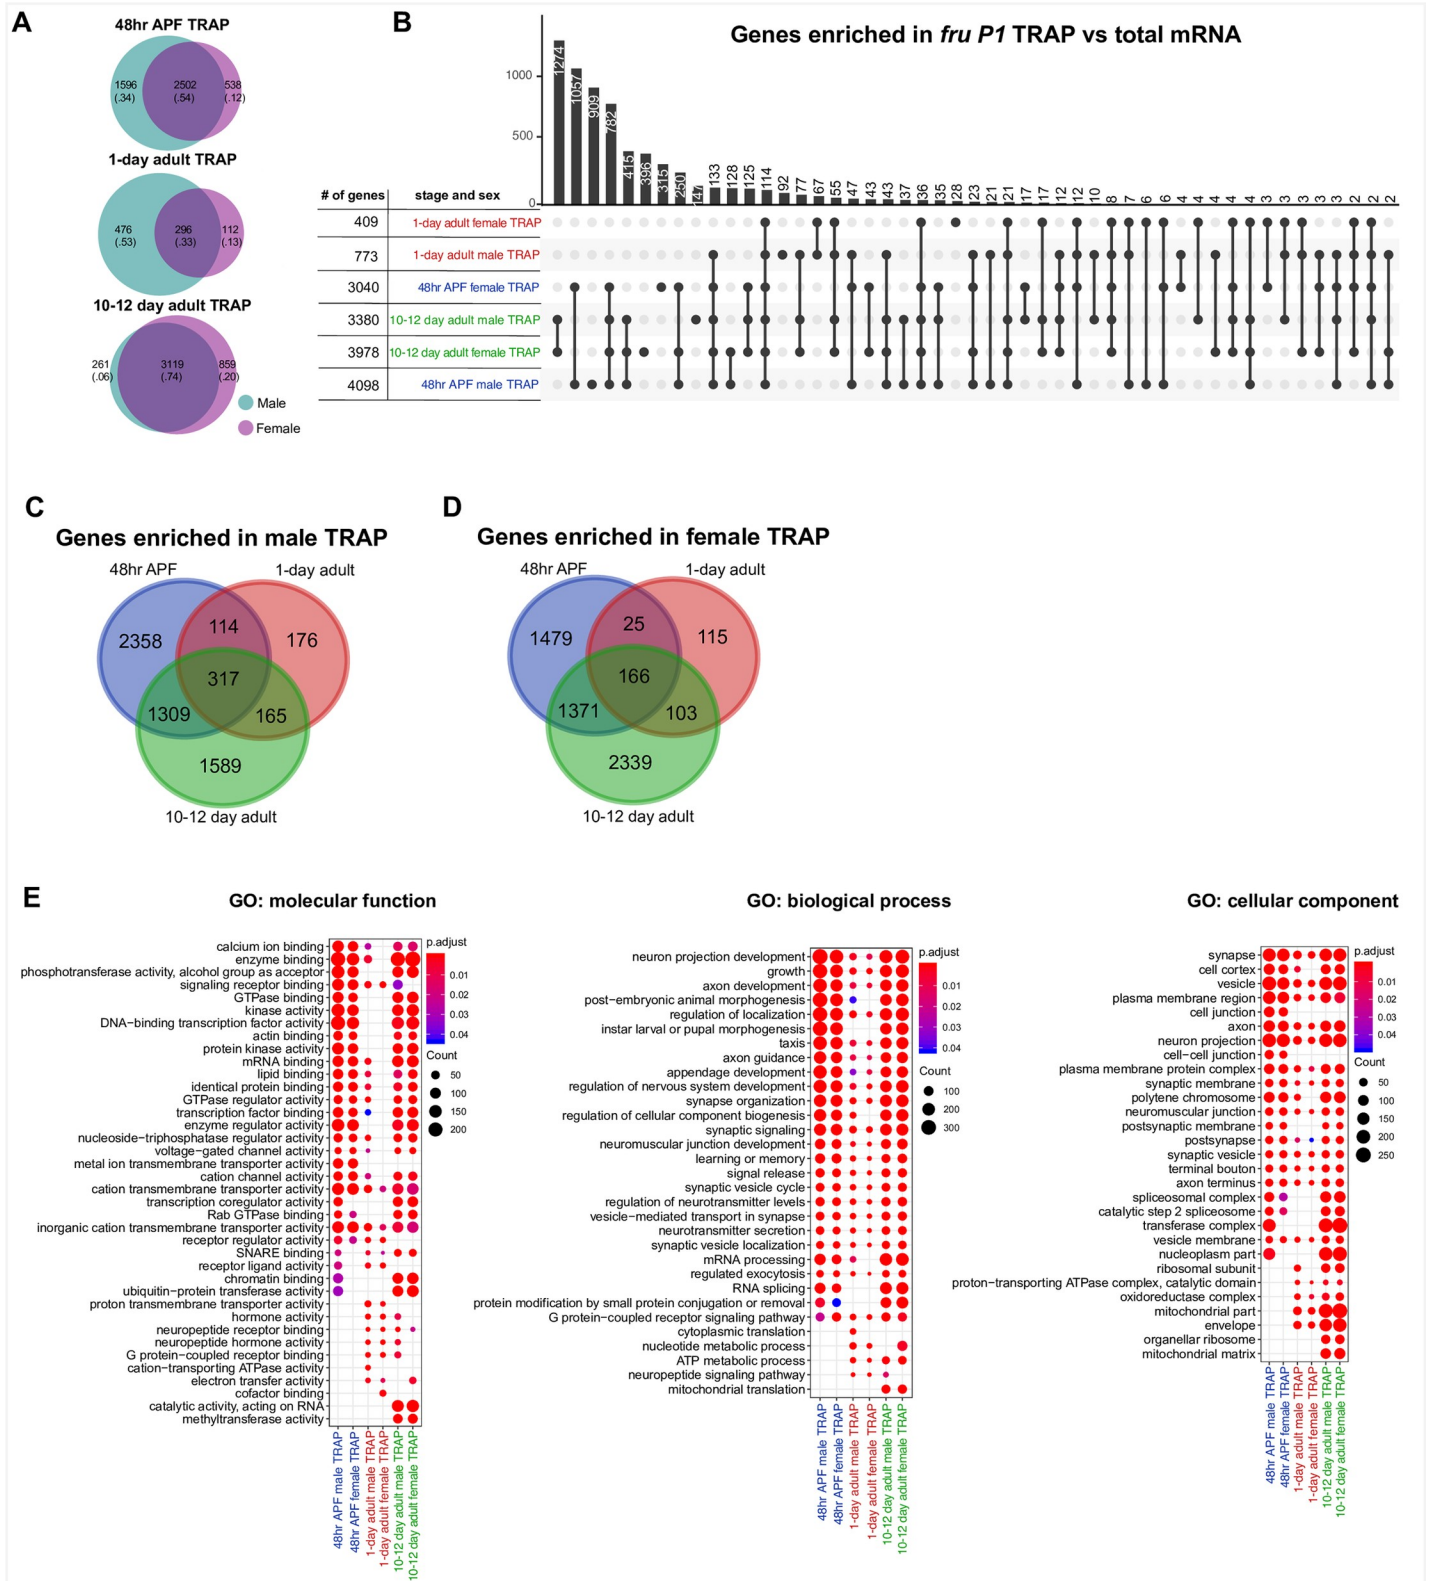 A
48hr APF TRAP
1596
(.34)
2502
(.54)
538
(.12)
1-day adult TRAP
476
(.53)
296
(.33)
112
(.13)
10-12 day adult TRAP
261
(.06)
3119
(.74)
859
(.20)
Male
Female
B
Genes enriched in fru P1 TRAP vs total mRNA
1000
500
0
1274 1057 909 782 415 396 315 250 147 133 128 125 114 92 77 67 55 47 43 43 37 36 35 28 23 21 21 17 17 12 12 10 8 7 6 6 4 4 4 4 4 3 3 3 3 3 2 2 2
# of genes stage and sex
409 1-day adult female TRAP
773 1-day adult male TRAP
3040 48hr APF female TRAP
3380 10-12 day adult male TRAP
3978 10-12 day adult female TRAP
4098 48hr APF male TRAP
C
Genes enriched in male TRAP
48hr APF
1-day adult
2358
114
176
317
1309
165
1589
10-12 day adult
D
Genes enriched in female TRAP
48hr APF
1-day adult
1479
25
115
166
1371
103
2339
10-12 day adult
E
GO: molecular function
calcium ion binding
enzyme binding
phosphotransferase activity, alcohol group as acceptor
signaling receptor binding
GTPase binding
kinase activity
DNA-binding transcription factor activity
actin binding
protein kinase activity
mRNA binding
lipid binding
identical protein binding
GTPase regulator activity
transcription factor binding
enzyme regulator activity
nucleoside-triphosphatase regulator activity
voltage-gated channel activity
metal ion transmembrane transporter activity
cation channel activity
cation transmembrane transporter activity
transcription coregulator activity
Rab GTPase binding
inorganic cation transmembrane transporter activity
receptor regulator activity
SNARE binding
receptor ligand activity
chromatin binding
ubiquitin-protein transferase activity
proton transmembrane transporter activity
hormone activity
neuropeptide receptor binding
neuropeptide hormone activity
G protein-coupled receptor binding
cation-transporting ATPase activity
electron transfer activity
cofactor binding
catalytic activity, acting on RNA
methyltransferase activity
48hr APF male TRAP
48hr APF female TRAP
1-day adult male TRAP
1-day adult female TRAP
10-12 day adult male TRAP
10-12 day adult female TRAP
p.adjust
0.01
0.02
0.03
0.04
Count
50
100
150
200
GO: biological process
neuron projection development
growth
axon development
post-embryonic animal morphogenesis
regulation of localization
instar larval or pupal morphogenesis
taxis
axon guidance
appendage development
regulation of nervous system development
synapse organization
regulation of cellular component biogenesis
synaptic signaling
neuromuscular junction development
learning or memory
signal release
synaptic vesicle cycle
regulation of neurotransmitter levels
vesicle-mediated transport in synapse
neurotransmitter secretion
synaptic vesicle localization
mRNA processing
regulated exocytosis
RNA splicing
protein modification by small protein conjugation or removal
G protein-coupled receptor signaling pathway
cytoplasmic translation
nucleotide metabolic process
ATP metabolic process
neuropeptide signaling pathway
mitochondrial translation
48hr APF male TRAP
48hr APF female TRAP
1-day adult male TRAP
1-day adult female TRAP
10-12 day adult male TRAP
10-12 day adult female TRAP
p.adjust
0.01
0.02
0.03
0.04
Count
100
200
300
GO: cellular component
synapse
cell cortex
vesicle
plasma membrane region
cell junction
axon
neuron projection
cell-cell junction
plasma membrane protein complex
synaptic membrane
polytene chromosome
neuromuscular junction
postsynaptic membrane
postsynapse
synaptic vesicle
terminal bouton
axon terminus
spliceosomal complex
catalytic step 2 spliceosome
transferase complex
vesicle membrane
nucleoplasm part
ribosomal subunit
proton-transporting ATPase complex, catalytic domain
oxidoreductase complex
mitochondrial part
envelope
organellar ribosome
mitochondrial matrix
48hr APF male TRAP
48hr APF female TRAP
1-day adult male TRAP
1-day adult female TRAP
10-12 day adult male TRAP
10-12 day adult female TRAP
p.adjust
0.01
0.02
0.03
0.04
Count
50
100
150
200
250